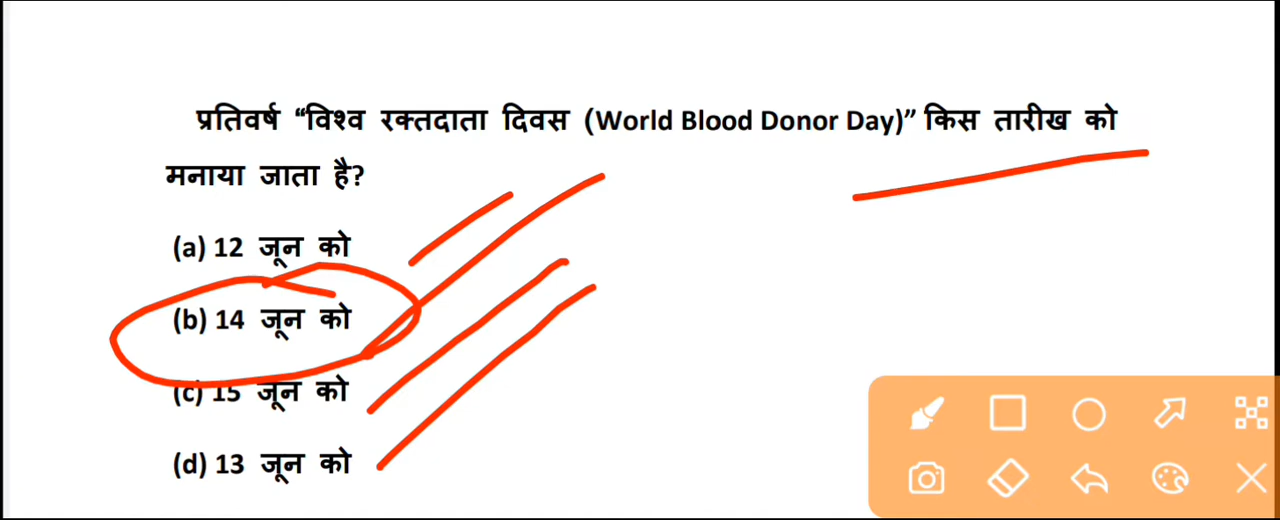 प्रतिवर्ष “विश्व रक्तदाता दिवस (World Blood Donor Day)” किस तारीख को
मनाया जाता है?
(a) 12 जून को
(b) 14 जून को
(c) 15 जून को
(d) 13 जून को